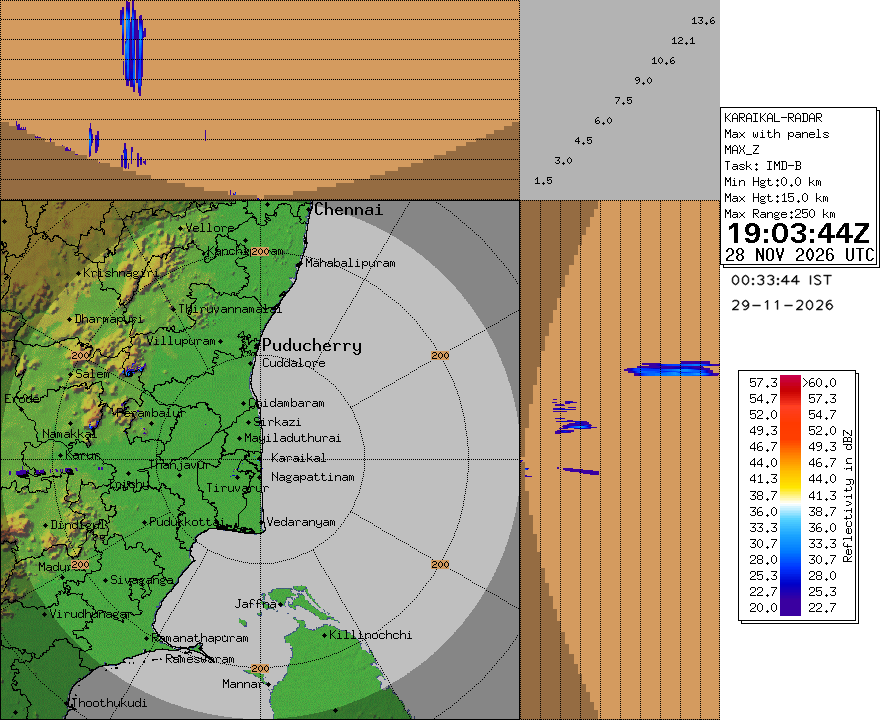 13.6
12.1
10.6
9.0
7.5
6.0
4.5
3.0
1.5
KARAIKAL-RADAR
Max with panels
MAX_Z
Task: IMD-B
Min Hgt:0.0 km
Max Hgt:15.0 km
Max Range:250 km
19:03:44Z
28 NOV 2026 UTC
00:33:44 IST
29-11-2026
Chennai
Vellore
200
Mahabalipuram
Krishnagiri
Thiruvannamalai
Dharmapuri
Villupuram
Puducherry
200
200
Cuddalore
Salem
Erode
Chidambaram
Perambalur
Sirkazi
Namakkal
Mayiladuthurai
Karur
Karaikal
Thanjavur
Nagapattinam
Tiruvarur
Dindigul
Pudukkottai
Vedaranyam
200
200
Sivaganga
Jaffna
Virudhunagar
Killinochchi
Ramanathapuram
Rameswaram
200
Mannar
Thoothukudi
57.3 >60.0
54.7 57.3
52.0 54.7
49.3 52.0
46.7 49.3
44.0 46.7
41.3 44.0
38.7 41.3
36.0 38.7
33.3 36.0
30.7 33.3
28.0 30.7
25.3 28.0
22.7 25.3
20.0 22.7
Reflectivity in dBZ